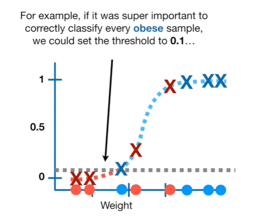 For example, if it was super important to
correctly classify every obese sample,
we could set the threshold to 0.1…
1
0.5
0
Weight